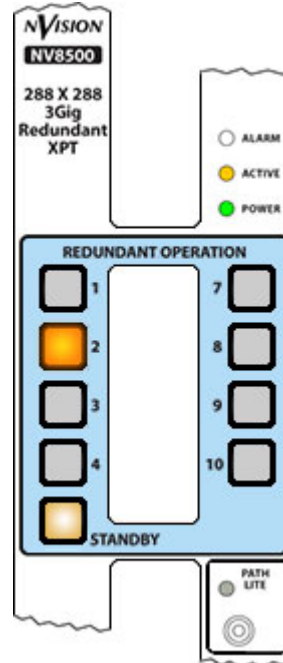 NVISION
NV8500
288 X 288
3Gig
Redundant
XPT
ALARM
ACTIVE
POWER
REDUNDANT OPERATION
1
2
3
4
STANDBY
7
8
9
10
PATH
LITE